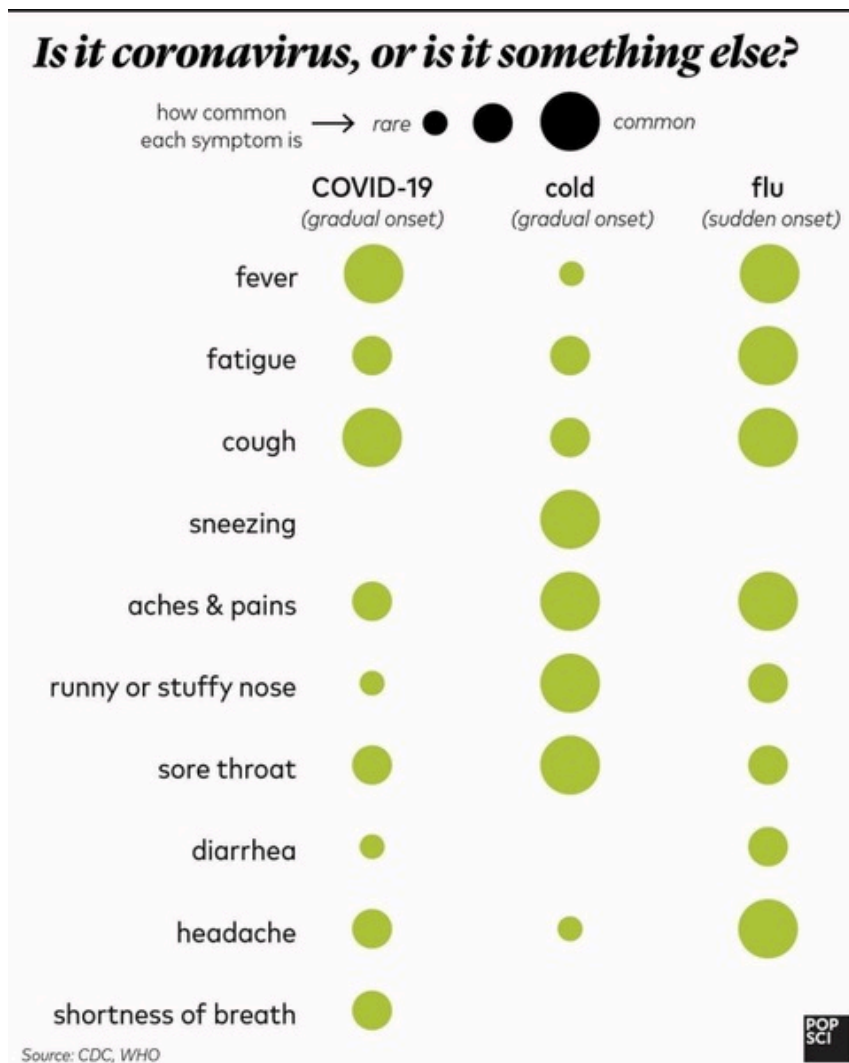 Is it coronavirus, or is it something else?
how common
each symptom is → rare common
COVID-19 cold flu
(gradual onset) (gradual onset) (sudden onset)
fever
fatigue
cough
sneezing
aches & pains
runny or stuffy nose
sore throat
diarrhea
headache
shortness of breath
POP
SCI
Source: CDC, WHO